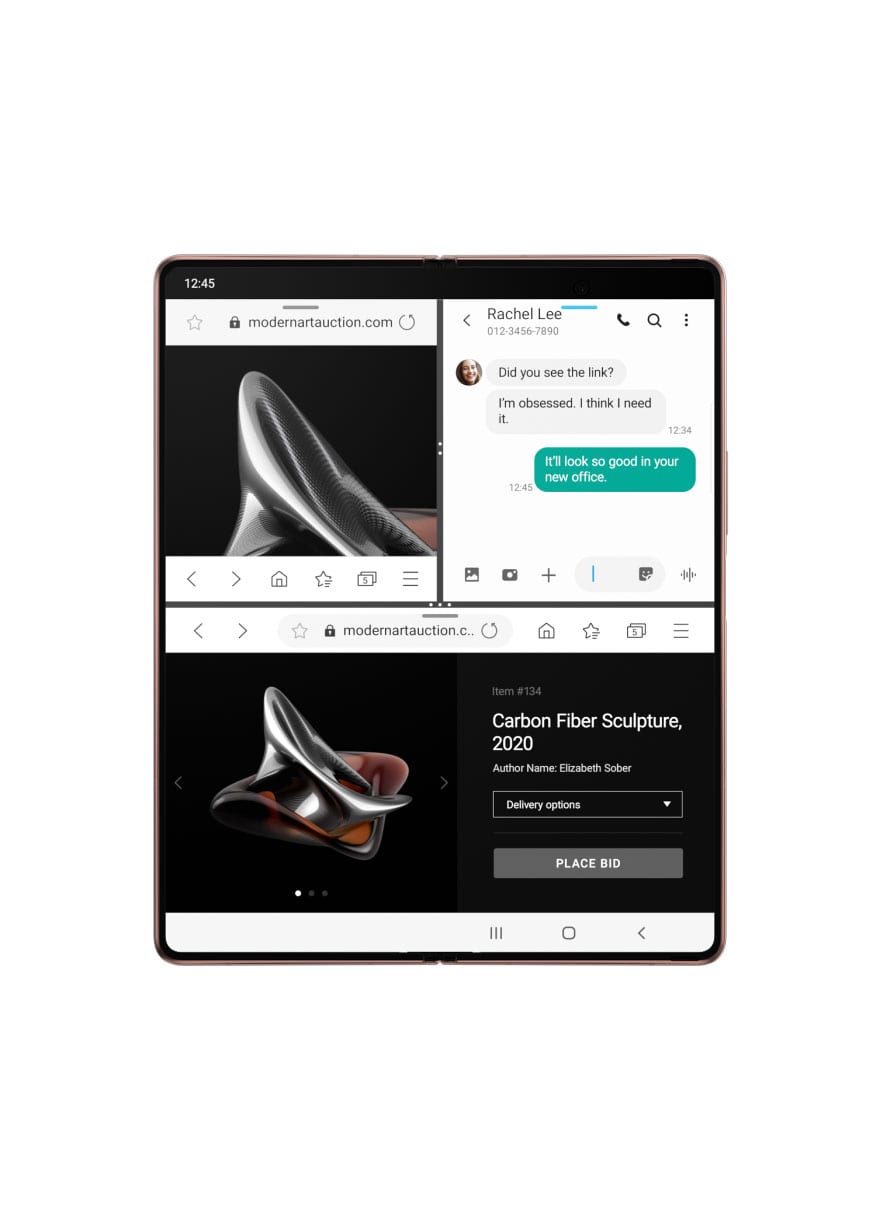 12:45
modernartauction.com
5
Rachel Lee
012-3456-7890
Did you see the link?
I'm obsessed. I think I need
it.
12:34
It'll look so good in your
new office.
12:45
modernartauction.c..
5
Item #134
Carbon Fiber Sculpture,
2020
Author Name: Elizabeth Sober
Delivery options
PLACE BID